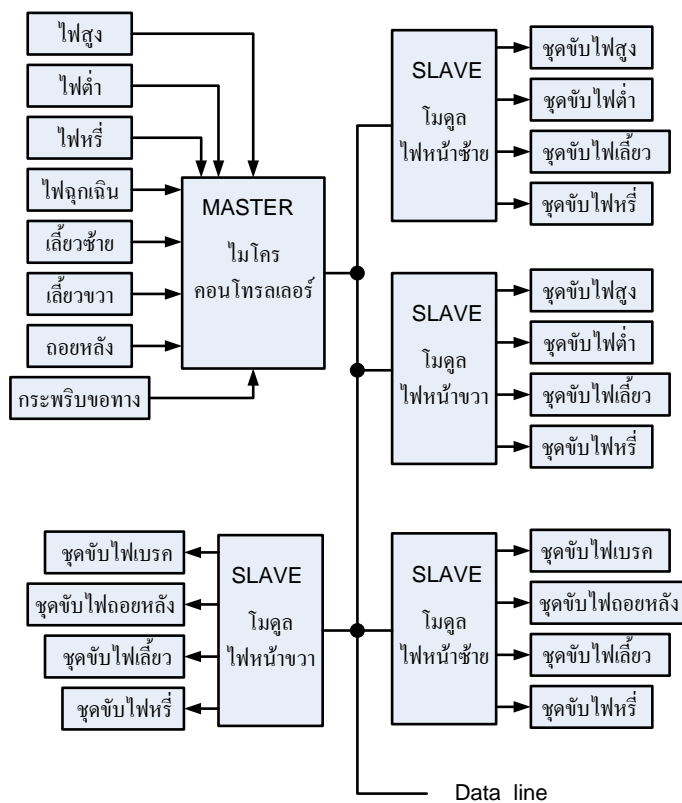 ไฟสูง
ไฟต่ำ
ไฟหรี่
ไฟฉุกเฉิน
เลี้ยวซ้าย
เลี้ยวขวา
ถอยหลัง
กระพริบขอทาง
MASTER
ไมโคร
คอนโทรลเลอร์
SLAVE
โมดูล
ไฟหน้าซ้าย
ชุดขับไฟสูง
ชุดขับไฟต่ำ
ชุดขับไฟเลี้ยว
ชุดขับไฟหรี่
SLAVE
โมดูล
ไฟหน้าขวา
ชุดขับไฟสูง
ชุดขับไฟต่ำ
ชุดขับไฟเลี้ยว
ชุดขับไฟหรี่
ชุดขับไฟเบรค
ชุดขับไฟถอยหลัง
ชุดขับไฟเลี้ยว
ชุดขับไฟหรี่
SLAVE
โมดูล
ไฟหน้าขวา
SLAVE
โมดูล
ไฟหน้าซ้าย
ชุดขับไฟเบรค
ชุดขับไฟถอยหลัง
ชุดขับไฟเลี้ยว
ชุดขับไฟหรี่
Data line